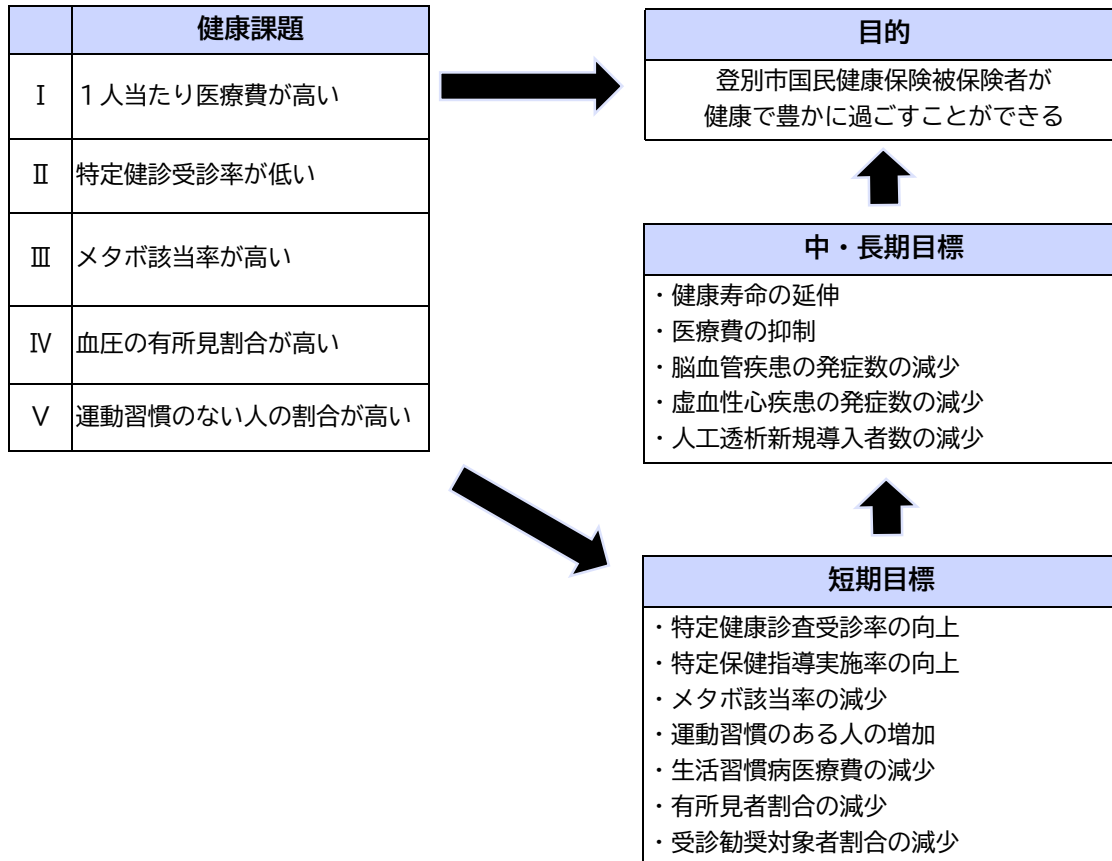 健康課題
Ⅰ １人当たり医療費が高い
Ⅱ 特定健診受診率が低い
Ⅲ メタボ該当率が高い
Ⅳ 血圧の有所見割合が高い
Ⅴ 運動習慣のない人の割合が高い
目的
登別市国民健康保険被保険者が
健康で豊かに過ごすことができる
中・長期目標
・健康寿命の延伸
・医療費の抑制
・脳血管疾患の発症数の減少
・虚血性心疾患の発症数の減少
・人工透析新規導入者数の減少
短期目標
・特定健康診査受診率の向上
・特定保健指導実施率の向上
・メタボ該当率の減少
・運動習慣のある人の増加
・生活習慣病医療費の減少
・有所見者割合の減少
・受診勧奨対象者割合の減少